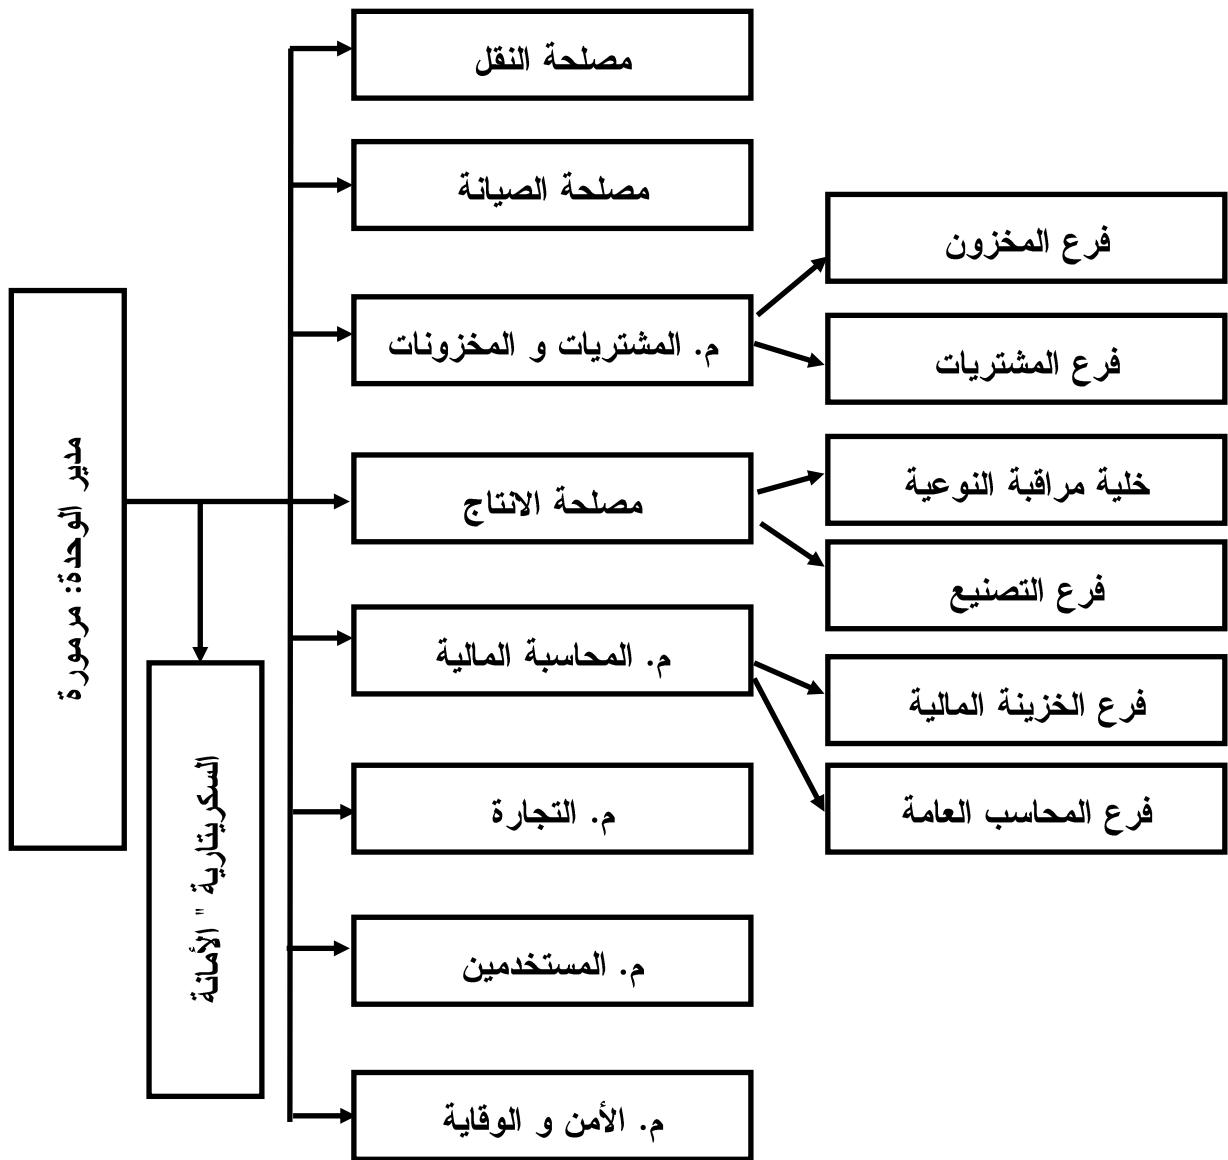 مصلحة النقل
مصلحة الصيانة
فرع المخزون
م. المشتريات و المخزونات
فرع المشتريات
مدير الوحدة: مرمورة
خلية مراقبة النوعية
مصلحة الانتاج
فرع التصنيع
م. المحاسبة المالية
فرع الخزينة المالية
السكريتارية " الأمانة
م. التجارة
فرع المحاسب العامة
م. المستخدمين
م. الأمن و الوقاية